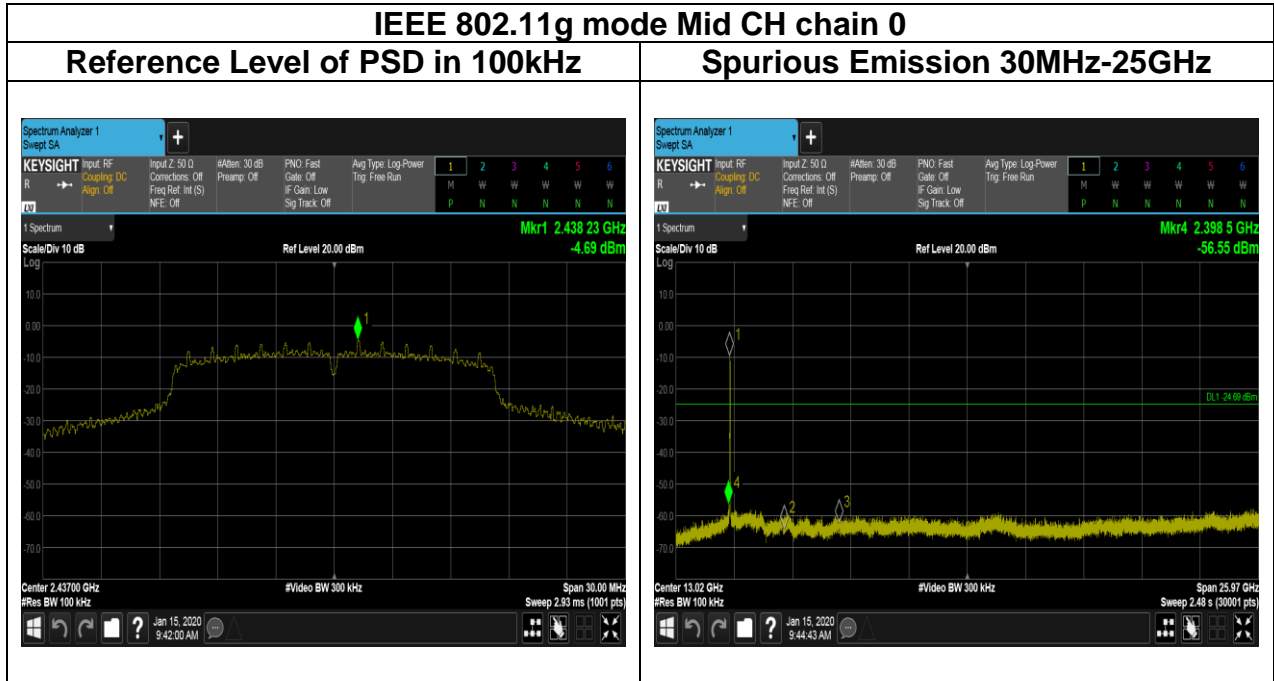 IEEE 802.11g mode Mid CH chain 0
Reference Level of PSD in 100kHz
Spurious Emission 30MHz-25GHz
Spectrum Analyzer 1
Swept SA
+
KEYSIGHT Input: RF Input Z: 50 Ω #Atten: 30 dB PNO: Fast Avg Type: Log-Power 1 2 3 4 5 6
R Coupling: DC Corrections: Off Preamp: Off Gate: Off Trig: Free Run M W W W W W
Align: Off Freq Ref: Int (S) IF Gain: Low
LXI NFE: Off Sig Track: Off P N N N N N
1 Spectrum Mkr1 2.438 23 GHz
Scale/Div 10 dB Ref Level 20.00 dBm -4.69 dBm
Log
10.0
0.00
1
-10.0
-20.0
-30.0
-40.0
-50.0
-60.0
-70.0
Center 2.43700 GHz #Video BW 300 kHz Span 30.00 MHz
#Res BW 100 kHz Sweep 2.93 ms (1001 pts)
? Jan 15, 2020
9:42:00 AM
Spectrum Analyzer 1
Swept SA
+
KEYSIGHT Input: RF Input Z: 50 Ω #Atten: 30 dB PNO: Fast Avg Type: Log-Power 1 2 3 4 5 6
R Coupling: DC Corrections: Off Preamp: Off Gate: Off Trig: Free Run M W W W W W
Align: Off Freq Ref: Int (S) IF Gain: Low
LXI NFE: Off Sig Track: Off P N N N N N
1 Spectrum Mkr4 2.398 5 GHz
Scale/Div 10 dB Ref Level 20.00 dBm -56.55 dBm
Log
10.0
0.00
1
-10.0
-20.0
DL1 -24.69 dBm
-30.0
-40.0
-50.0
4
3
2
-60.0
-70.0
Center 13.02 GHz #Video BW 300 kHz Span 25.97 GHz
#Res BW 100 kHz Sweep 2.48 s (30001 pts)
? Jan 15, 2020
9:44:43 AM